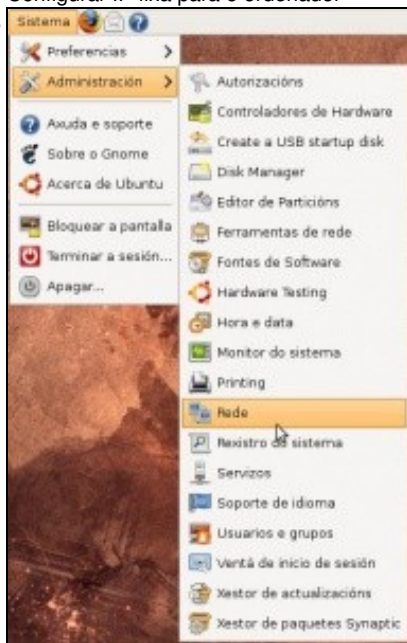 Configurar IP fixa para o ordenador
Sistema
Preferencias
Administración
Axuda e soporte
Sobre o Gnome
Acerca de Ubuntu
Bloquear a pantalla
Terminar a sesión...
Apagar...
Autorizacións
Controladores de Hardware
Create a USB startup disk
Disk Manager
Editor de Particións
Ferramentas de rede
Fontes de Software
Hardware Testing
Hora e data
Monitor do sistema
Printing
Rede
Rexistro do sistema
Servizos
Soporte de idioma
Usuarios e grupos
Ventá de inicio de sesión
Xestor de actualizacións
Xestor de paquetes Synaptic